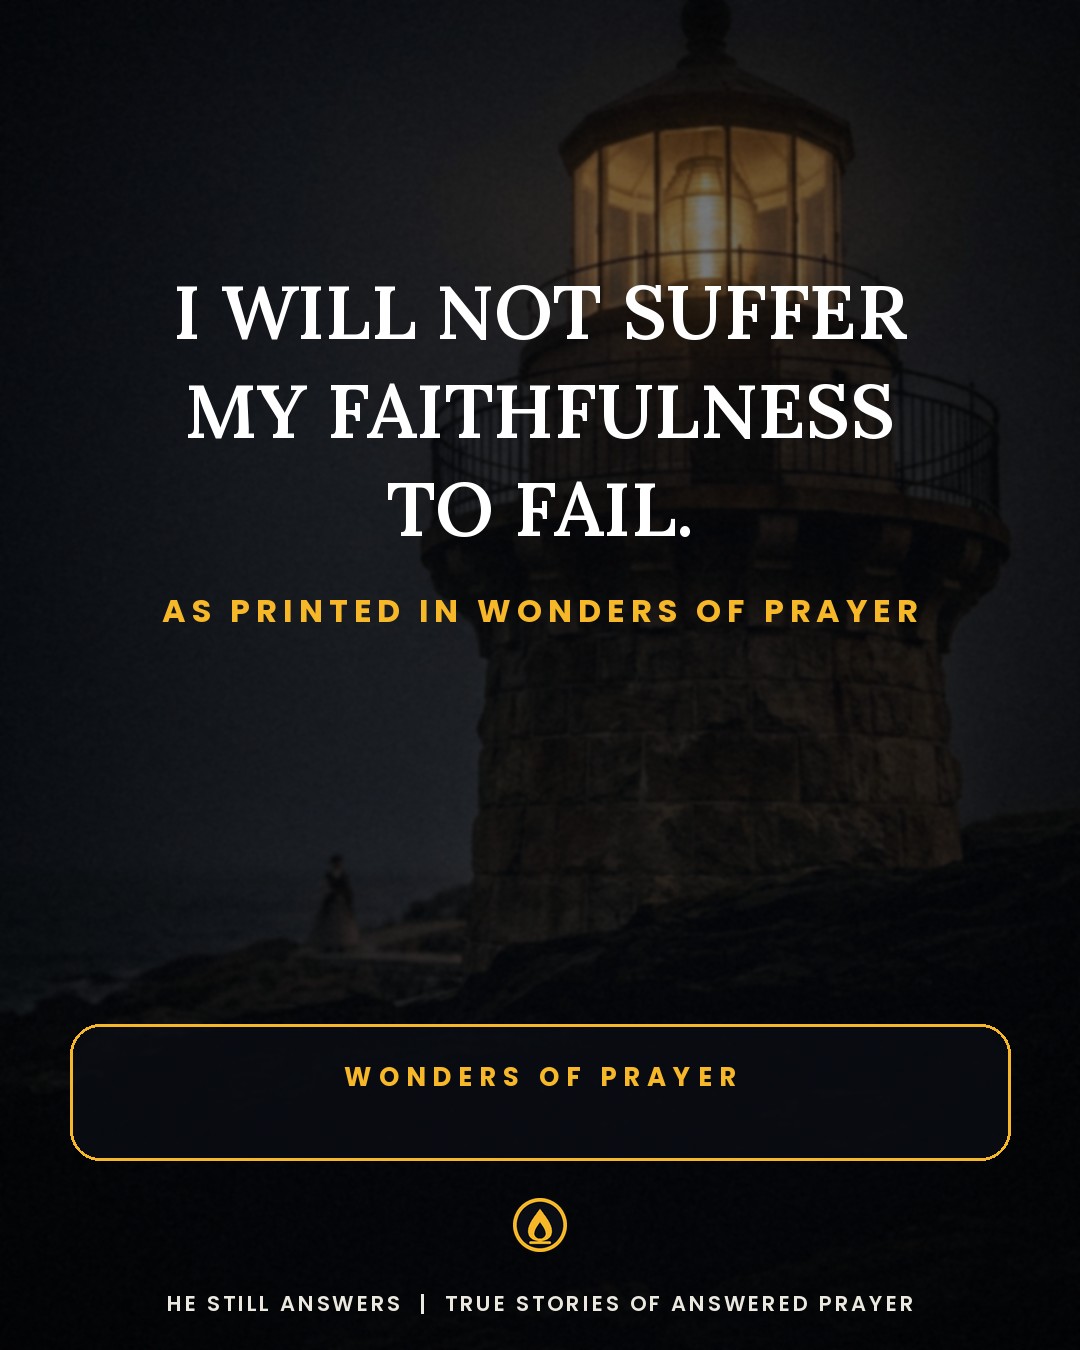 I WILL NOT SUFFER
MY FAITHFULNESS
TO FAIL.
AS PRINTED IN WONDERS OF PRAYER
WONDERS OF PRAYER
HE STILL ANSWERS | TRUE STORIES OF ANSWERED PRAYER